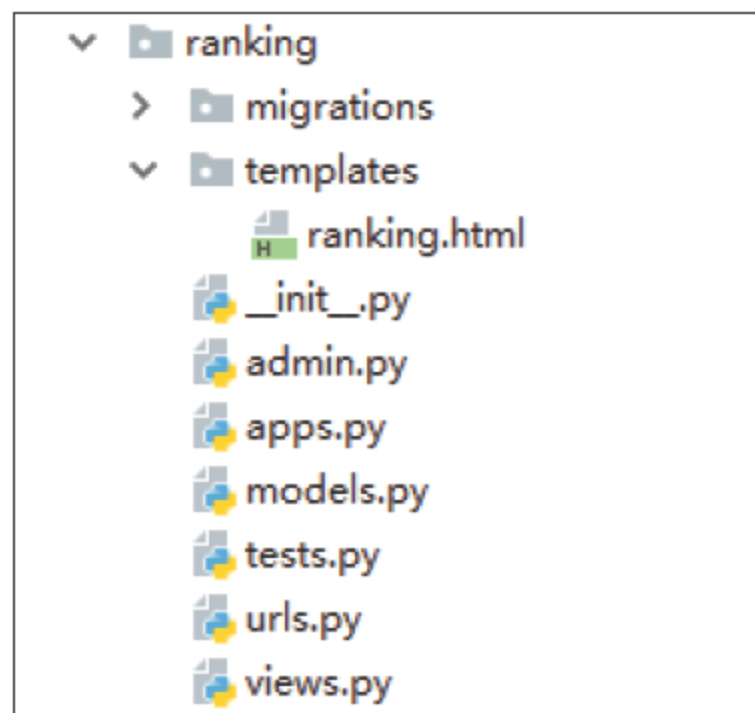 ranking
migrations
templates
H ranking.html
__init__.py
admin.py
apps.py
models.py
tests.py
urls.py
views.py